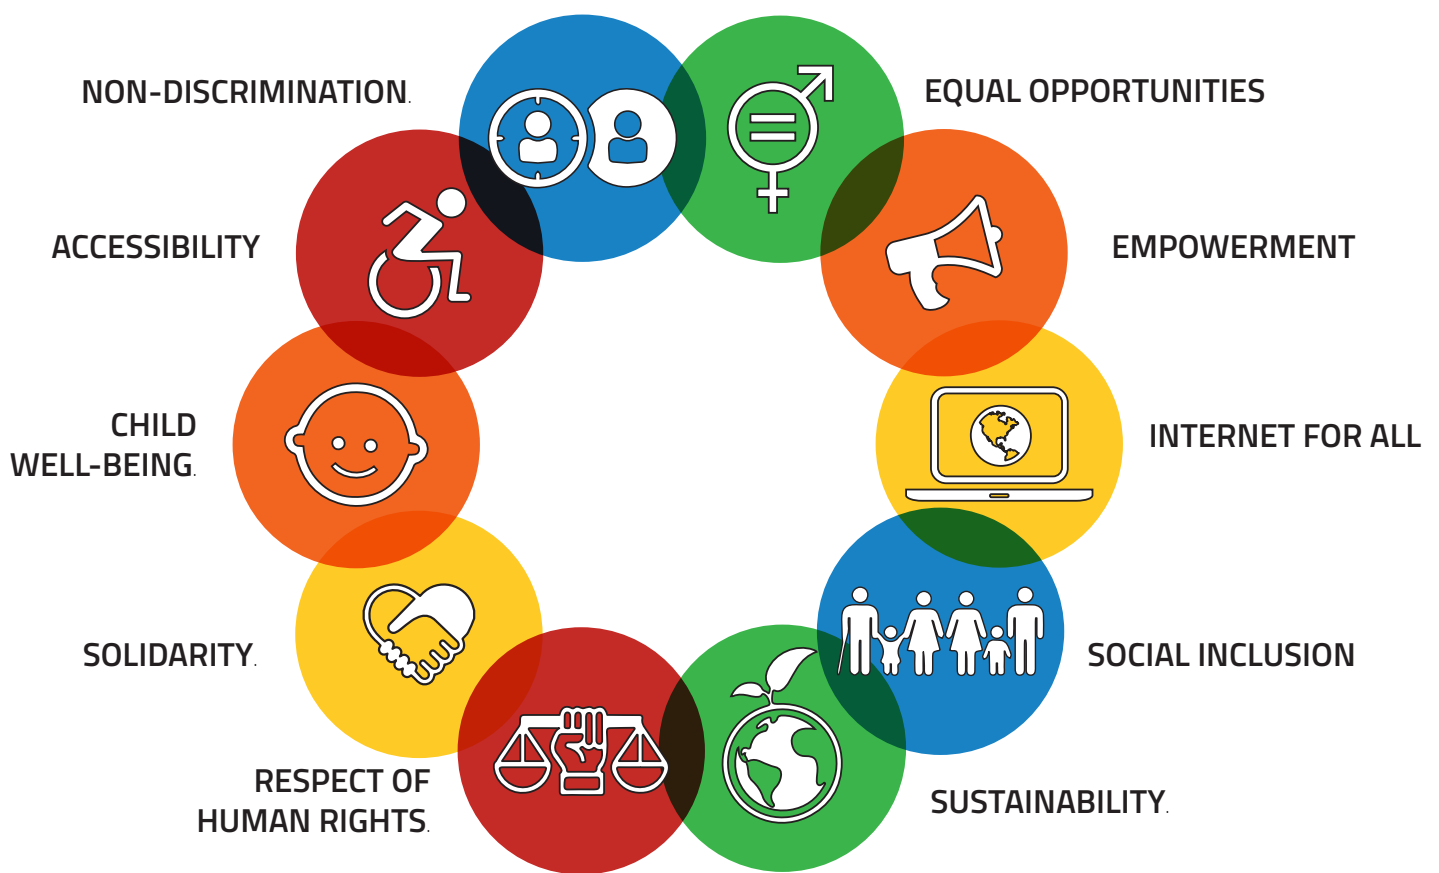 NON-DISCRIMINATION.
EQUAL OPPORTUNITIES
ACCESSIBILITY
EMPOWERMENT
CHILD
WELL-BEING.
INTERNET FOR ALL
SOLIDARITY.
SOCIAL INCLUSION
RESPECT OF
HUMAN RIGHTS.
SUSTAINABILITY.